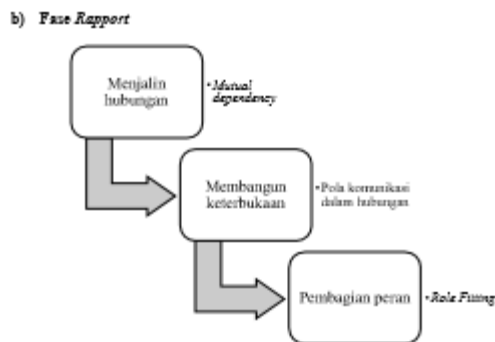 b) Fase Rapport
Menjalin
hubungan
•Mutual
dependency
Membangun
keterbukaan
•Pola komunikasi
dalam hubungan
Pembagian peran
•Role Fitting